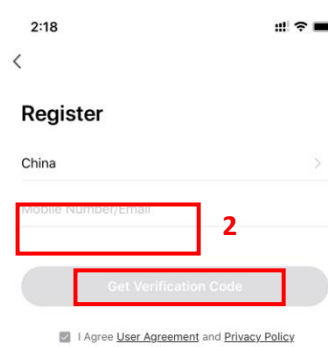 2:18
Register
China
Mobile Number/Email
2
Get Verification Code
I Agree User Agreement and Privacy Policy